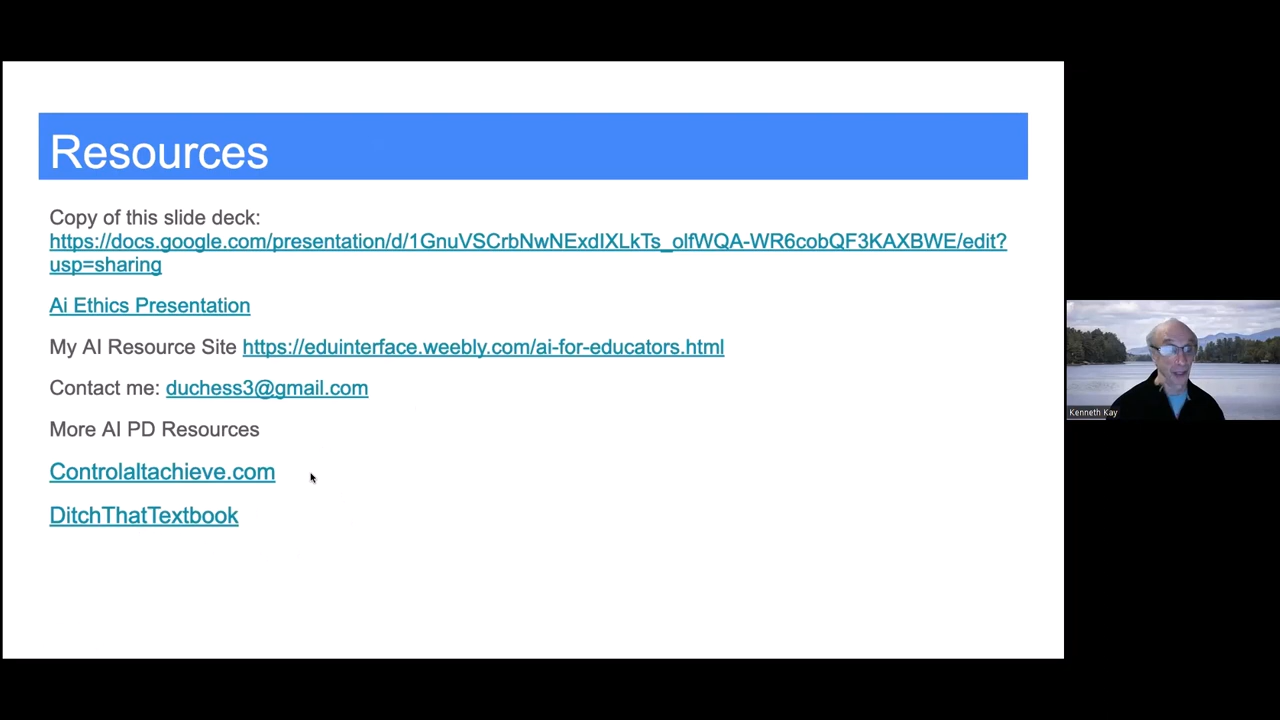 Resources
Copy of this slide deck:
https://docs.google.com/presentation/d/1GnuVSCrbNwNExdIXLkTs_olfWQA-WR6cobQF3KAXBWE/edit?
usp=sharing
Ai Ethics Presentation
My AI Resource Site https://eduinterface.weebly.com/ai-for-educators.html
Contact me: duchess3@gmail.com
More AI PD Resources
Controlaltachieve.com
DitchThatTextbook
Kenneth Kay